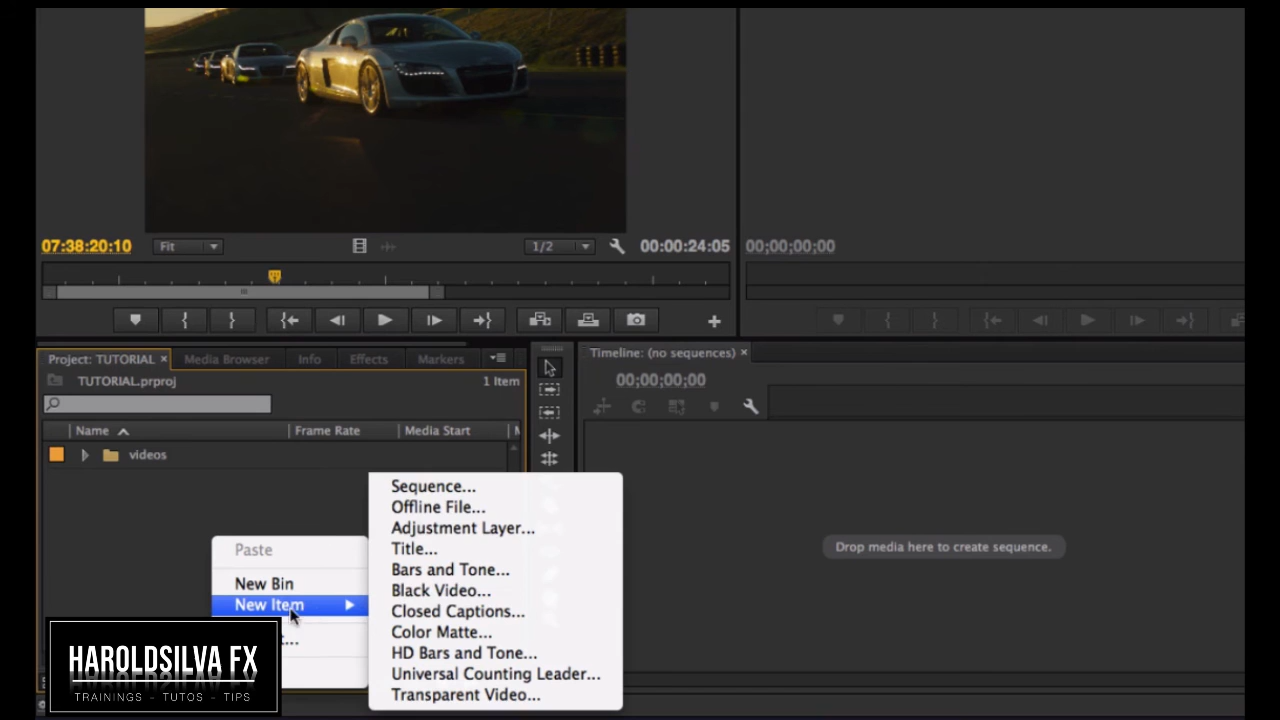 07:38:20:10
Fit
1/2
00:00:24:05
00;00;00;00
Project: TUTORIAL ×
Media Browser
Info
Effects
Markers
Timeline: (no sequences) ×
TUTORIAL.prproj
1 Item
00;00;00;00
Name
Frame Rate
Media Start
videos
Sequence...
Offline File...
Adjustment Layer...
Title...
Bars and Tone...
Black Video...
Closed Captions...
Color Matte...
HD Bars and Tone...
Universal Counting Leader...
Transparent Video...
Paste
New Bin
New Item
Drop media here to create sequence.
HAROLDSILVA FX
TRAININGS - TUTOS - TIPS